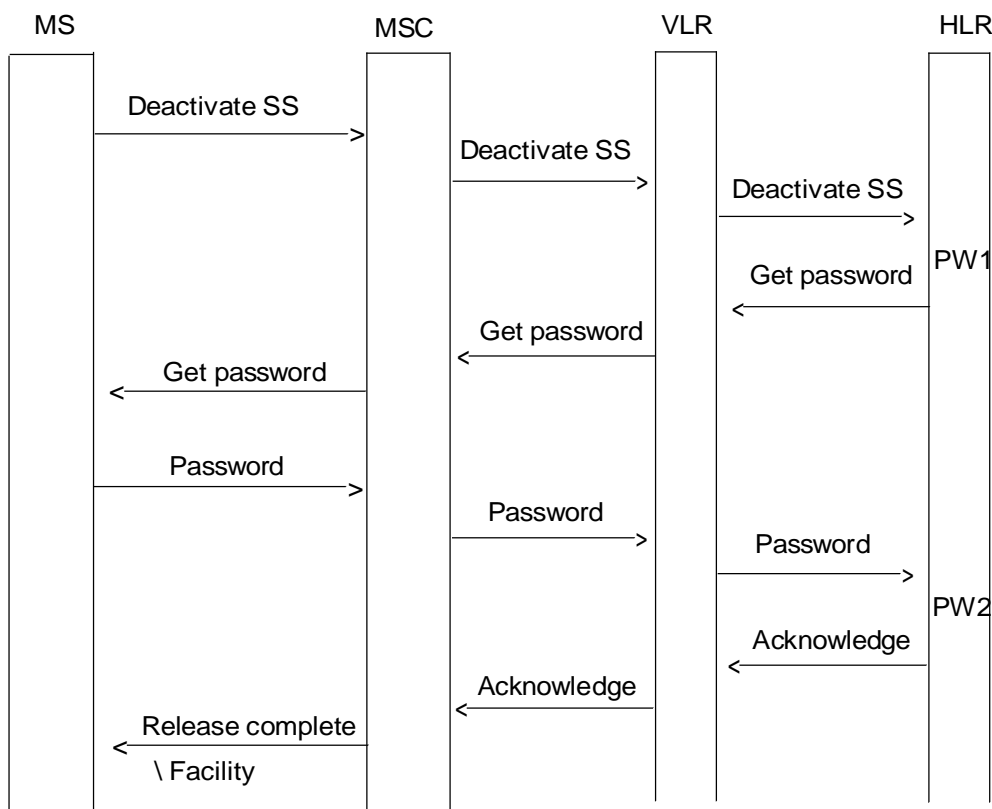 MS
MSC
VLR
HLR
Deactivate SS
Deactivate SS
Deactivate SS
PW1
Get password
Get password
Get password
Password
Password
Password
PW2
Acknowledge
Acknowledge
Release complete
\ Facility